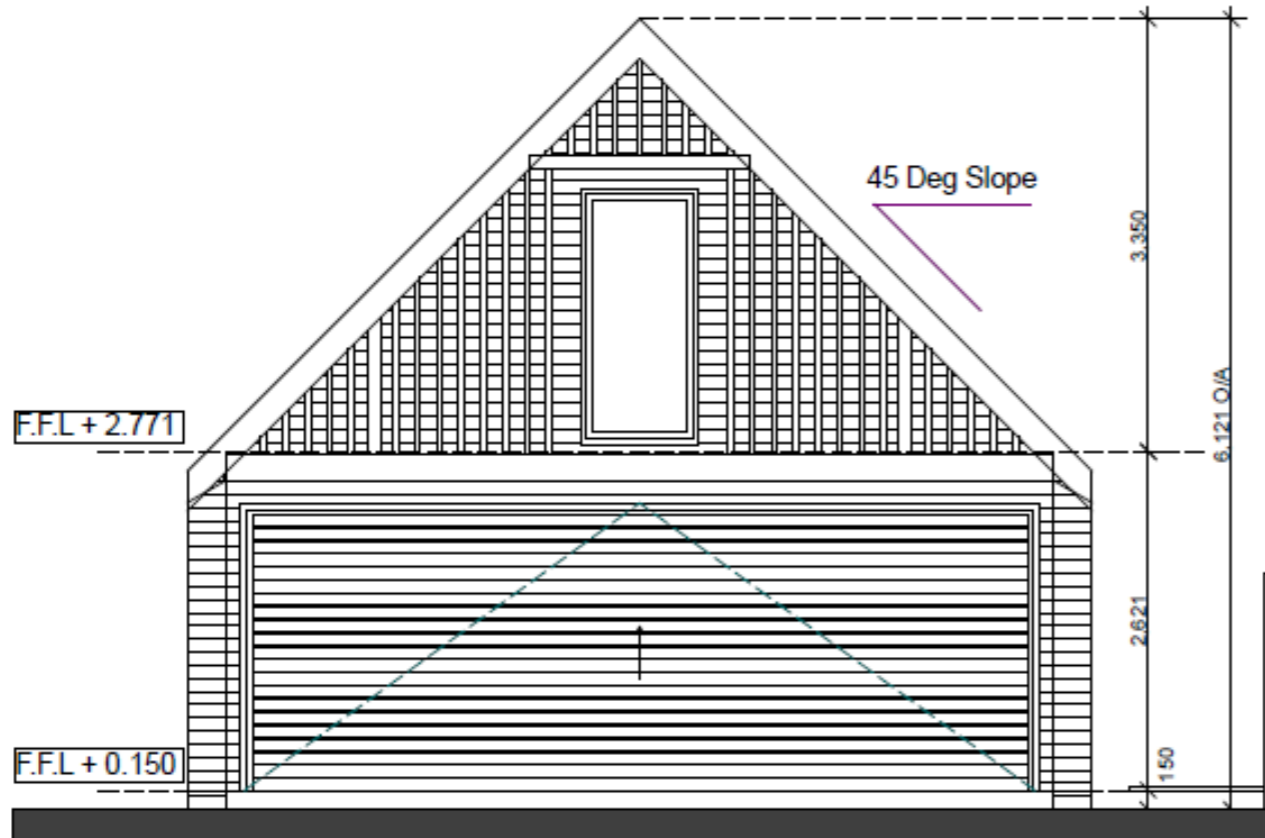 45 Deg Slope
3.350
F.F.L + 2.771
6.121 O/A
2.621
F.F.L + 0.150
150